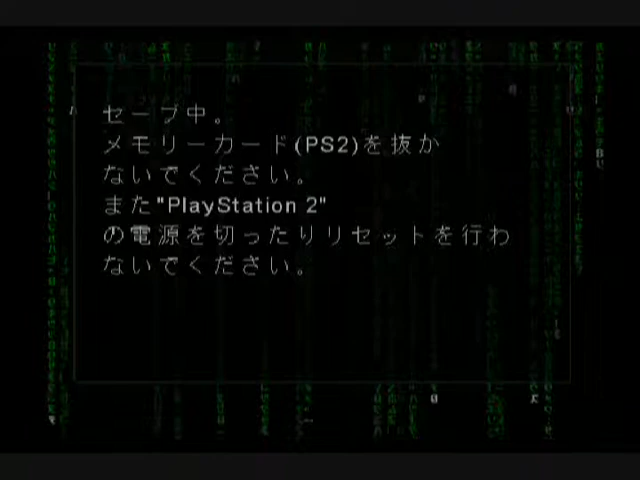 セーブ中。
メモリーカード(PS2)を抜か
ないでください。
また"PlayStation 2"
の電源を切ったりリセットを行わ
ないでください。